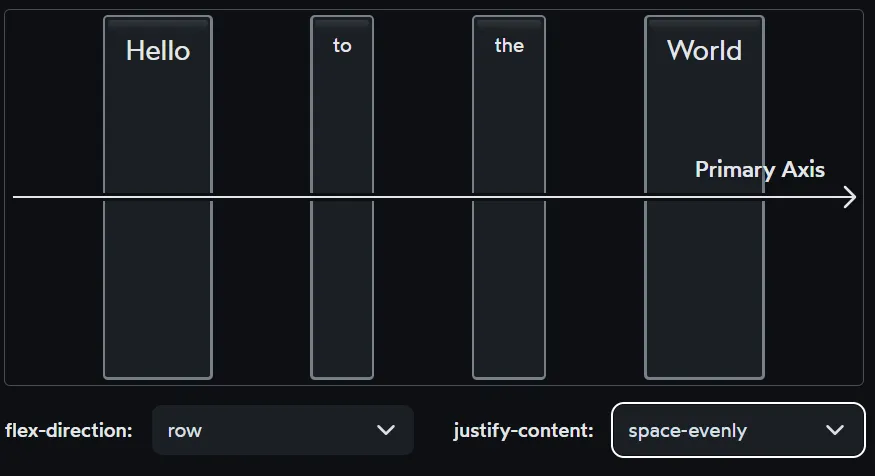 Hello to the World
Primary Axis
flex-direction: row justify-content: space-evenly